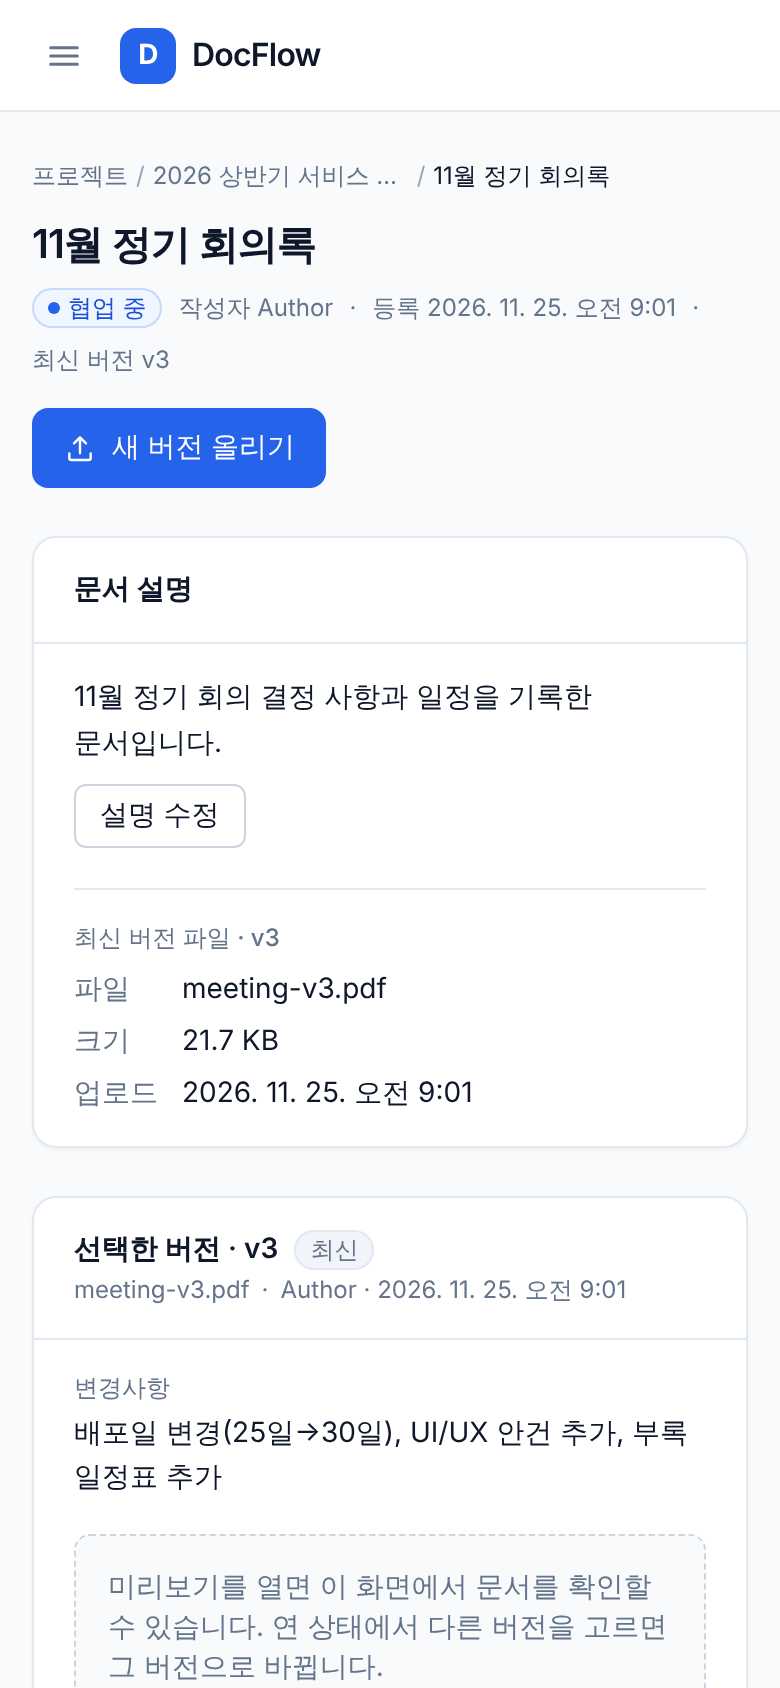 D DocFlow
프로젝트 / 2026 상반기 서비스 ... / 11월 정기 회의록
11월 정기 회의록
협업 중 작성자 Author · 등록 2026. 11. 25. 오전 9:01 ·
최신 버전 v3
새 버전 올리기
문서 설명
11월 정기 회의 결정 사항과 일정을 기록한
문서입니다.
설명 수정
최신 버전 파일 · v3
파일 meeting-v3.pdf
크기 21.7 KB
업로드 2026. 11. 25. 오전 9:01
선택한 버전 · v3 최신
meeting-v3.pdf · Author · 2026. 11. 25. 오전 9:01
변경사항
배포일 변경(25일→30일), UI/UX 안건 추가, 부록
일정표 추가
미리보기를 열면 이 화면에서 문서를 확인할
수 있습니다. 연 상태에서 다른 버전을 고르면
그 버전으로 바뀝니다.